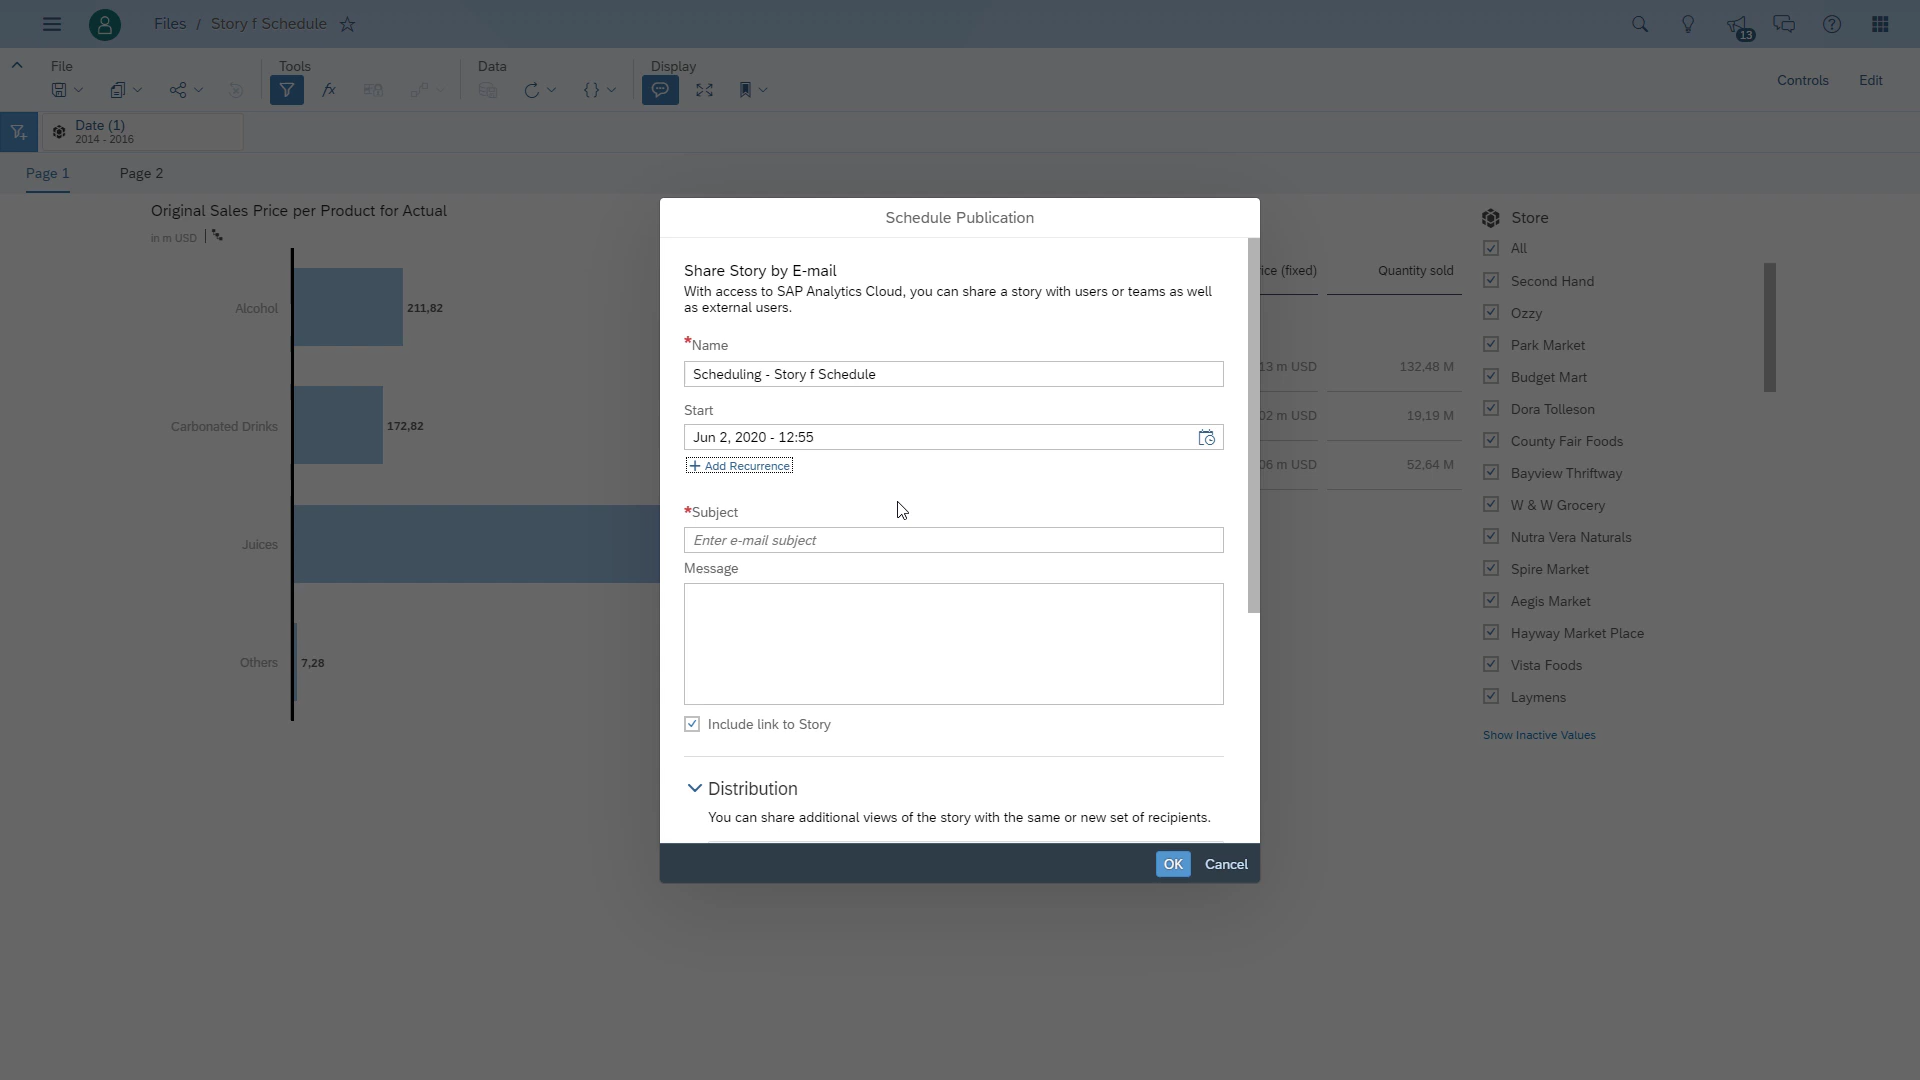 Files / Story f Schedule
13
File
Tools
Data
Display
fx
Controls
Edit
Date (1)
2014 - 2016
Page 1
Page 2
Original Sales Price per Product for Actual
in m USD
Alcohol
211,82
Carbonated Drinks
172,82
Juices
Others
7,28
Schedule Publication
Share Story by E-mail
With access to SAP Analytics Cloud, you can share a story with users or teams as well
as external users.
*Name
Scheduling - Story f Schedule
Start
Jun 2, 2020 - 12:55
+ Add Recurrence
*Subject
Enter e-mail subject
Message
Include link to Story
Distribution
You can share additional views of the story with the same or new set of recipients.
OK
Cancel
(fixed)
Quantity sold
m USD
132,48 M
m USD
19,19 M
m USD
52,64 M
Store
All
Second Hand
Ozzy
Park Market
Budget Mart
Dora Tolleson
County Fair Foods
Bayview Thriftway
W & W Grocery
Nutra Vera Naturals
Spire Market
Aegis Market
Hayway Market Place
Vista Foods
Laymens
Show Inactive Values